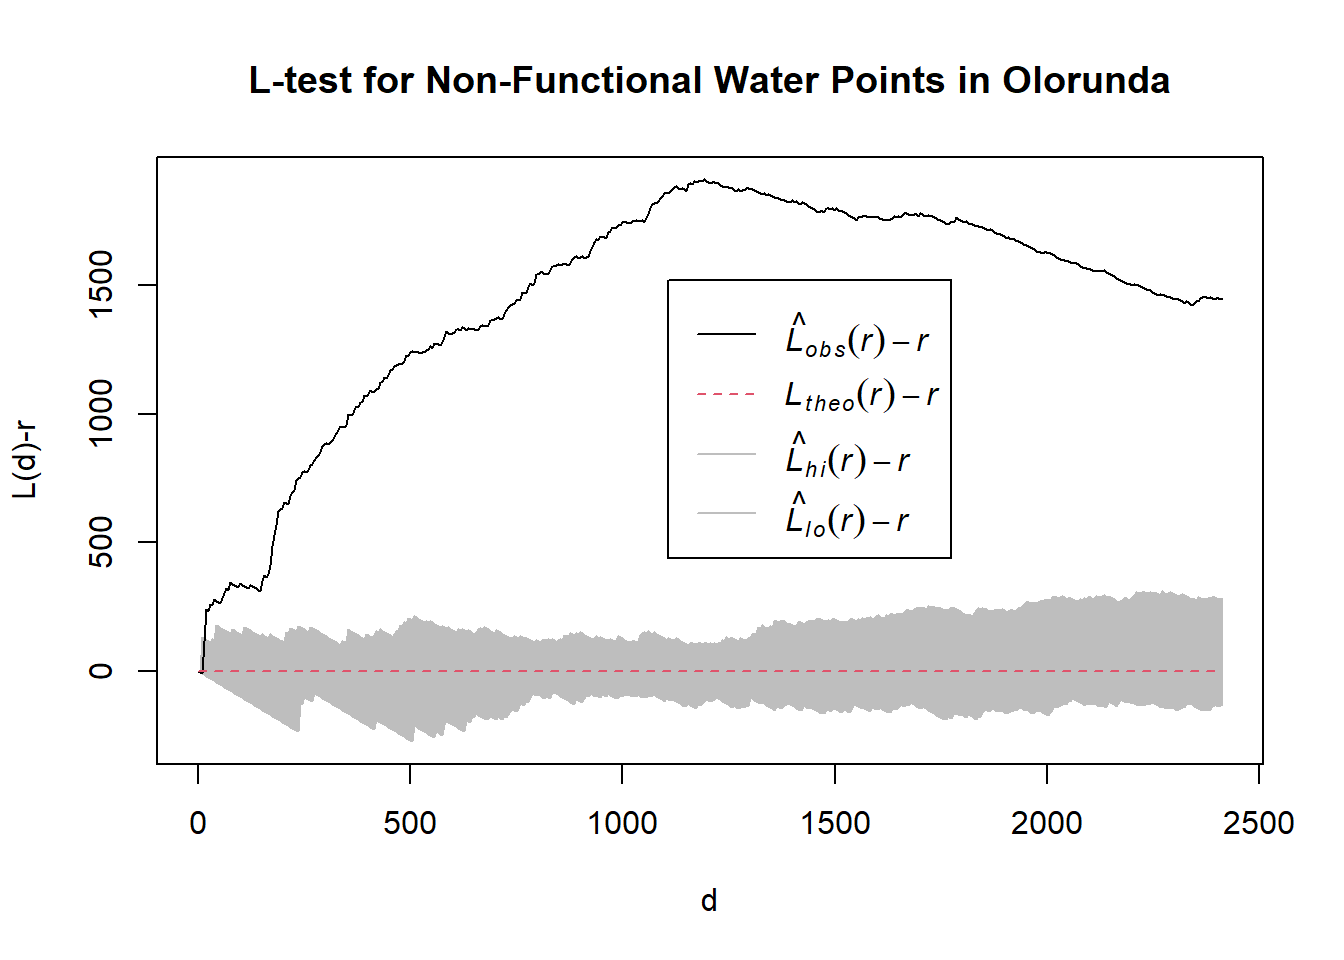 L-test for Non-Functional Water Points in Olorunda
L(d)-r
1500
1000
500
0
L̂obs(r) − r
Ltheo(r) − r
L̂hi(r) − r
L̂lo(r) − r
0 500 1000 1500 2000 2500
d